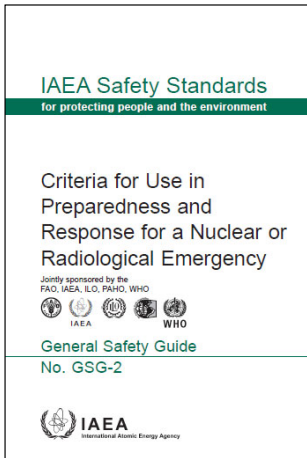 IAEA Safety Standards
for protecting people and the environment
Criteria for Use in
Preparedness and
Response for a Nuclear or
Radiological Emergency
Jointly sponsored by the
FAO, IAEA, ILO, PAHO, WHO
IAEA
WHO
General Safety Guide
No. GSG-2
IAEA
International Atomic Energy Agency